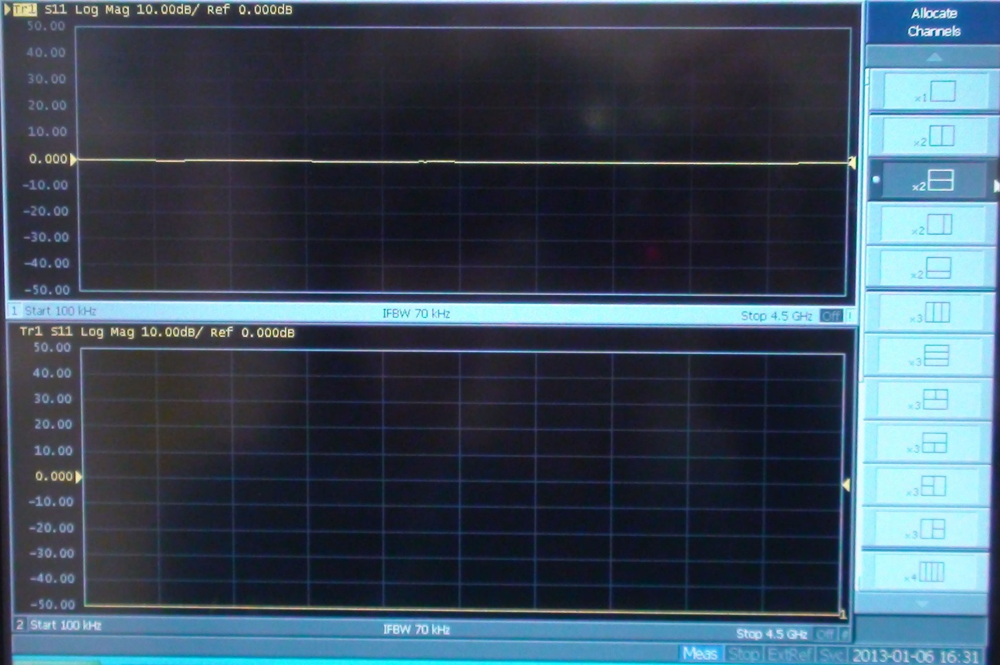 Tr1 S11 Log Mag 10.00dB/ Ref 0.000dB
50.00
40.00
30.00
20.00
10.00
0.000
-10.00
-20.00
-30.00
-40.00
-50.00
1 Start 100 kHz IFBW 70 kHz Stop 4.5 GHz Off
Tr1 S11 Log Mag 10.00dB/ Ref 0.000dB
50.00
40.00
30.00
20.00
10.00
0.000
-10.00
-20.00
-30.00
-40.00
-50.00
1
2 Start 100 kHz IFBW 70 kHz Stop 4.5 GHz Off
Meas Stop ExtRef Svc 2013-01-06 16:31
Allocate
Channels
x1
x2
x2
x2
x2
x3
x3
x3
x3
x3
x3
x4